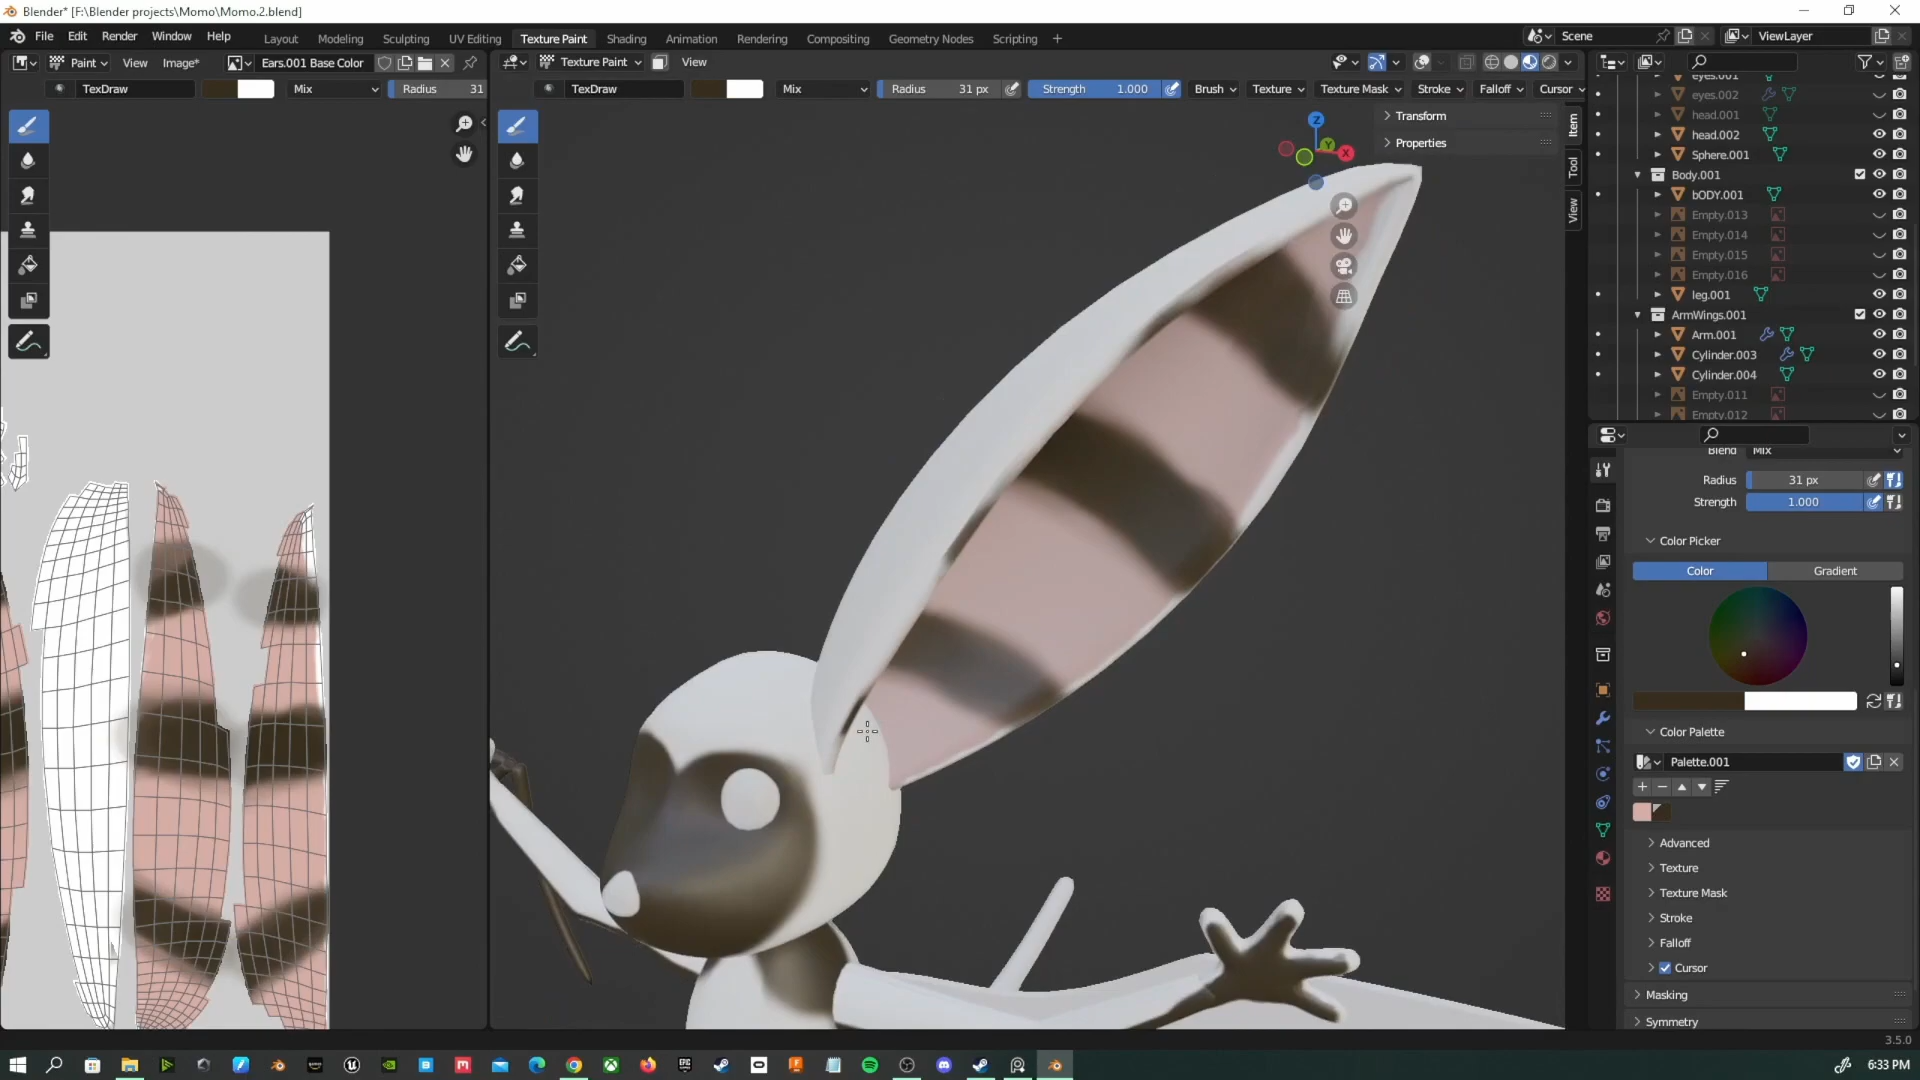 Blender* [F:\Blender projects\Momo\Momo.2.blend]
File Edit Render Window Help Layout Modeling Sculpting UV Editing Texture Paint Shading Animation Rendering Compositing Geometry Nodes Scripting + Scene ViewLayer
Paint View Image* Ears.001 Base Color Texture Paint View
TexDraw Mix Radius 31 TexDraw Mix Radius 31 px Strength 1.000 Brush Texture Texture Mask Stroke Falloff Cursor
Transform
Properties
Item
Tool
View
Z
Y
X
eyes.001
eyes.002
head.001
head.002
Sphere.001
Body.001
bODY.001
Empty.013
Empty.014
Empty.015
Empty.016
leg.001
ArmWings.001
Arm.001
Cylinder.003
Cylinder.004
Empty.011
Empty.012
Blend Mix
Radius 31 px
Strength 1.000
Color Picker
Color Gradient
Color Palette
Palette.001
Advanced
Texture
Texture Mask
Stroke
Falloff
Cursor
Masking
Symmetry
3.5.0
6:33 PM